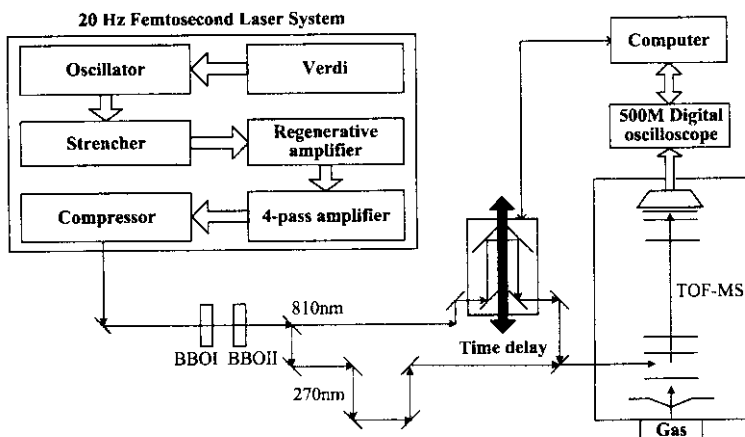 20 Hz Femtosecond Laser System
Oscillator
Verdi
Strencher
Regenerative
amplifier
Compressor
4-pass amplifier
Computer
500M Digital
oscilloscope
TOF-MS
810nm
BBOI
BBOII
Time delay
270nm
Gas